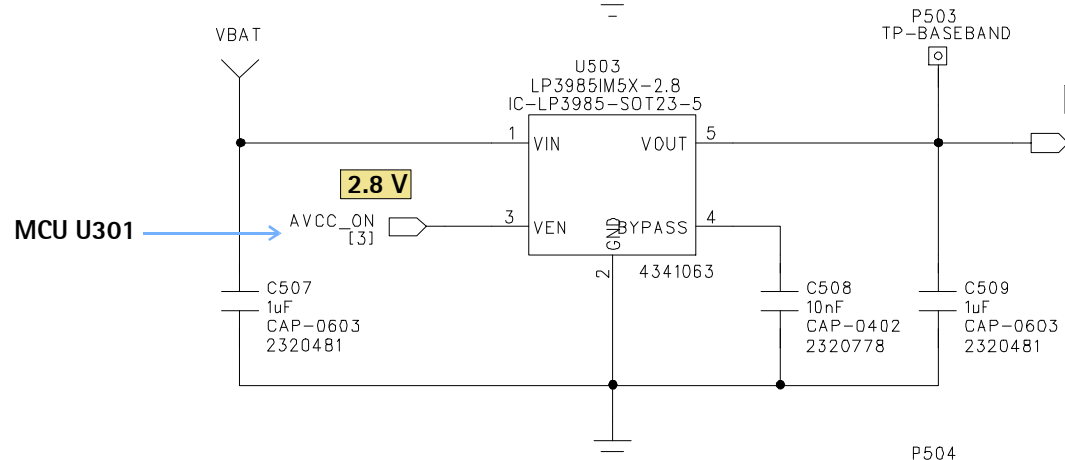 P503
TP-BASEBAND
VBAT
U503
LP3985IM5X-2.8
IC-LP3985-SOT23-5
1 VIN
VOUT 5
2.8 V
MCU U301
AVCC_ON
[3]
3 VEN
BYPASS 4
GND
2
4341063
C507
1uF
CAP-0603
2320481
C508
10nF
CAP-0402
2320778
C509
1uF
CAP-0603
2320481
P504